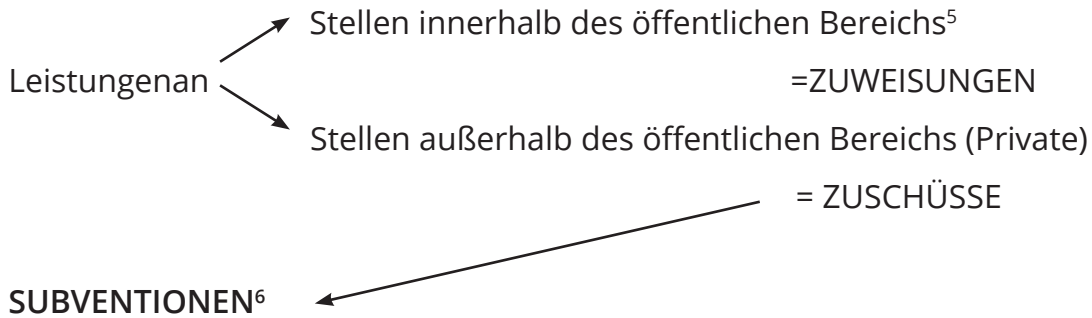 Stellen innerhalb des öffentlichen Bereichs⁵
Leistungenan
=ZUWEISUNGEN
Stellen außerhalb des öffentlichen Bereichs (Private)
= ZUSCHÜSSE
SUBVENTIONEN⁶